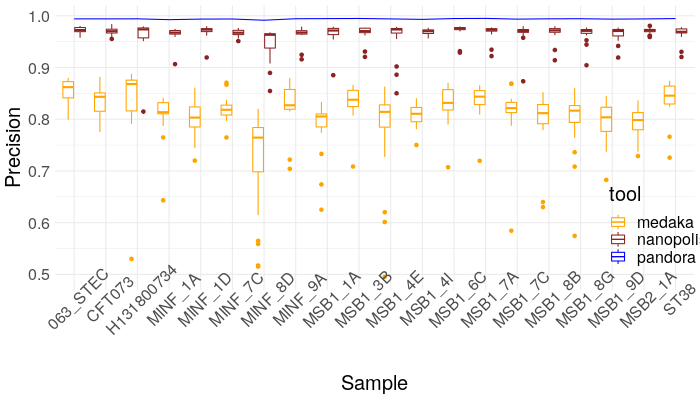 Precision
1.0
0.9
0.8
0.7
0.6
0.5
tool
medaka
nanopoli
pandora
063_STEC
CFT073
H131800734
MINF_1A
MINF_1D
MINF_7C
MINF_8D
MINF_9A
MSB1_1A
MSB1_3B
MSB1_4E
MSB1_4I
MSB1_6C
MSB1_7A
MSB1_7C
MSB1_8B
MSB1_8G
MSB1_9D
MSB2_1A
ST38
Sample